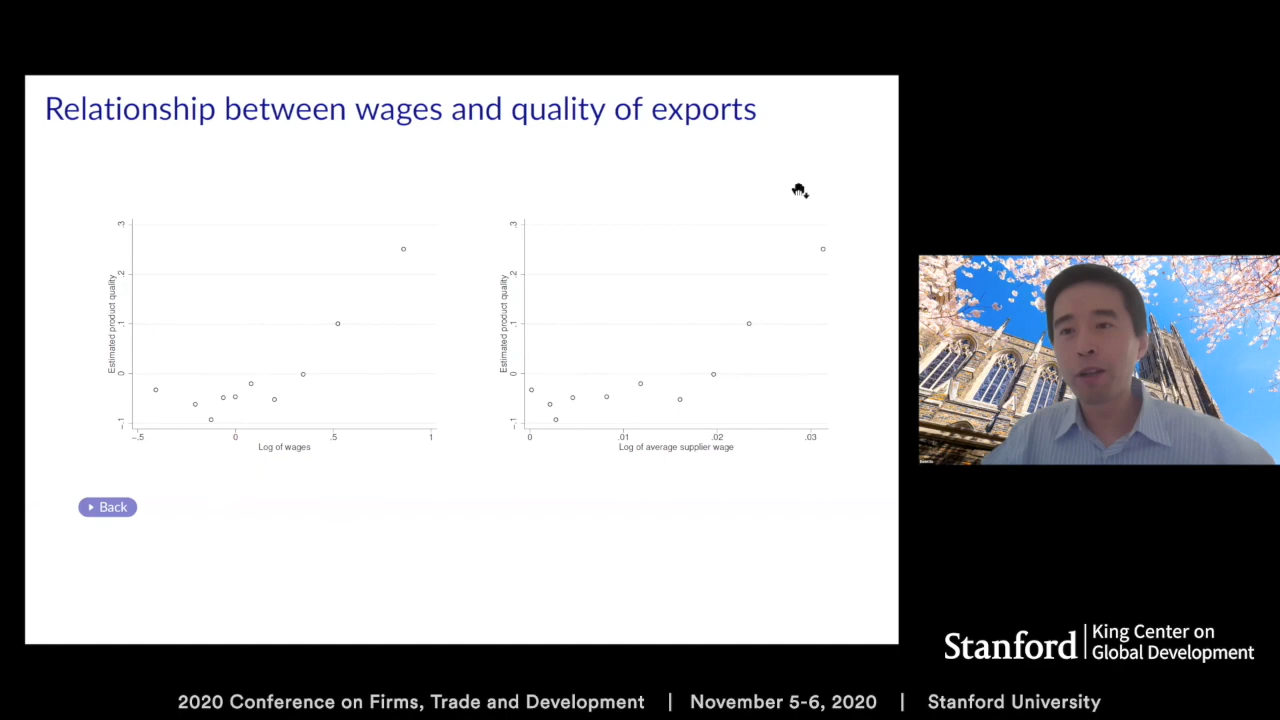 Relationship between wages and quality of exports
Estimated product quality
.3
.2
.1
0
-.1
-.5
0
.5
1
Log of wages
Estimated product quality
.3
.2
.1
0
-.1
0
.01
.02
.03
Log of average supplier wage
Back
Stanford
King Center on
Global Development
2020 Conference on Firms, Trade and Development | November 5-6, 2020 | Stanford University